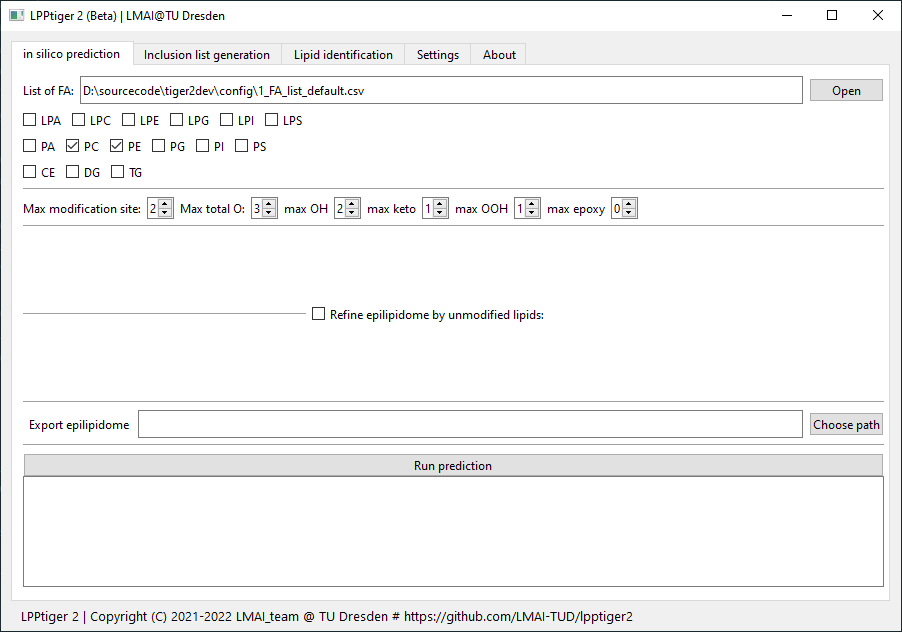 LPPtiger 2 (Beta) | LMAI@TU Dresden
in silico prediction Inclusion list generation Lipid identification Settings About
List of FA: D:\sourcecode\tiger2dev\config\1_FA_list_default.csv Open
LPA LPC LPE LPG LPI LPS
PA PC PE PG PI PS
CE DG TG
Max modification site: 2 Max total O: 3 max OH 2 max keto 1 max OOH 1 max epoxy 0
Refine epilipidome by unmodified lipids:
Export epilipidome Choose path
Run prediction
LPPtiger 2 | Copyright (C) 2021-2022 LMAI_team @ TU Dresden # https://github.com/LMAI-TUD/lpptiger2